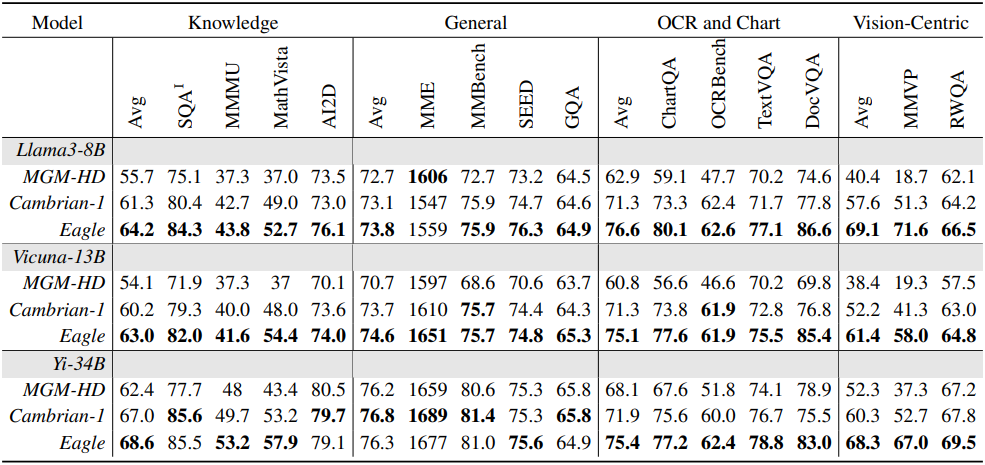 Model Knowledge General OCR and Chart Vision-Centric
Avg SQA^I MMMU MathVista AI2D Avg MME MMBench SEED GQA Avg ChartQA OCRBench TextVQA DocVQA Avg MMVP RWQA
Llama3-8B
MGM-HD 55.7 75.1 37.3 37.0 73.5 72.7 1606 72.7 73.2 64.5 62.9 59.1 47.7 70.2 74.6 40.4 18.7 62.1
Cambrian-1 61.3 80.4 42.7 49.0 73.0 73.1 1547 75.9 74.7 64.6 71.3 73.3 62.4 71.7 77.8 57.6 51.3 64.2
Eagle 64.2 84.3 43.8 52.7 76.1 73.8 1559 75.9 76.3 64.9 76.6 80.1 62.6 77.1 86.6 69.1 71.6 66.5
Vicuna-13B
MGM-HD 54.1 71.9 37.3 37 70.1 70.7 1597 68.6 70.6 63.7 60.8 56.6 46.6 70.2 69.8 38.4 19.3 57.5
Cambrian-1 60.2 79.3 40.0 48.0 73.6 73.7 1610 75.7 74.4 64.3 71.3 73.8 61.9 72.8 76.8 52.2 41.3 63.0
Eagle 63.0 82.0 41.6 54.4 74.0 74.6 1651 75.7 74.8 65.3 75.1 77.6 61.9 75.5 85.4 61.4 58.0 64.8
Yi-34B
MGM-HD 62.4 77.7 48 43.4 80.5 76.2 1659 80.6 75.3 65.8 68.1 67.6 51.8 74.1 78.9 52.3 37.3 67.2
Cambrian-1 67.0 85.6 49.7 53.2 79.7 76.8 1689 81.4 75.3 65.8 71.9 75.6 60.0 76.7 75.5 60.3 52.7 67.8
Eagle 68.6 85.5 53.2 57.9 79.1 76.3 1677 81.0 75.6 64.9 75.4 77.2 62.4 78.8 83.0 68.3 67.0 69.5